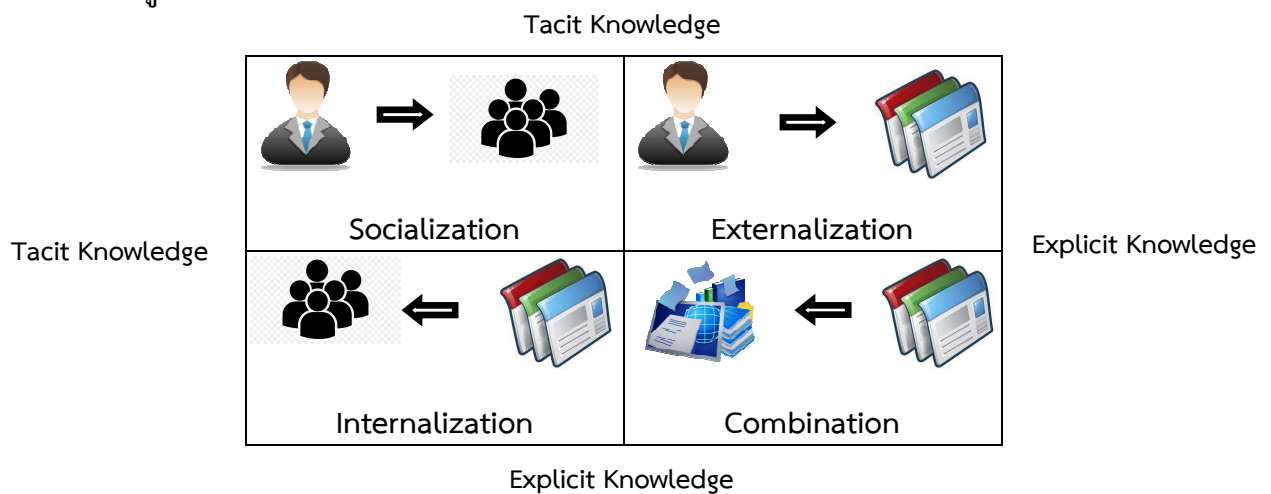 Tacit Knowledge
Socialization
Externalization
Tacit Knowledge
Explicit Knowledge
Internalization
Combination
Explicit Knowledge